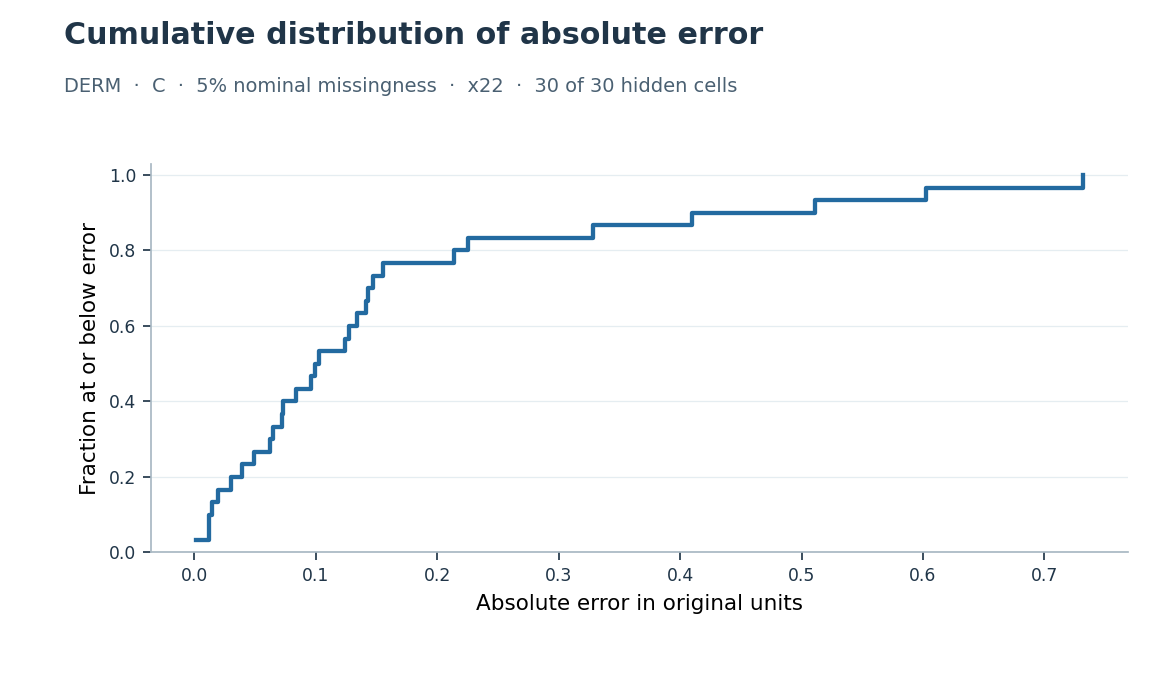 Cumulative distribution of absolute error
DERM · C · 5% nominal missingness · x22 · 30 of 30 hidden cells
Fraction at or below error
1.0
0.8
0.6
0.4
0.2
0.0
0.0 0.1 0.2 0.3 0.4 0.5 0.6 0.7
Absolute error in original units